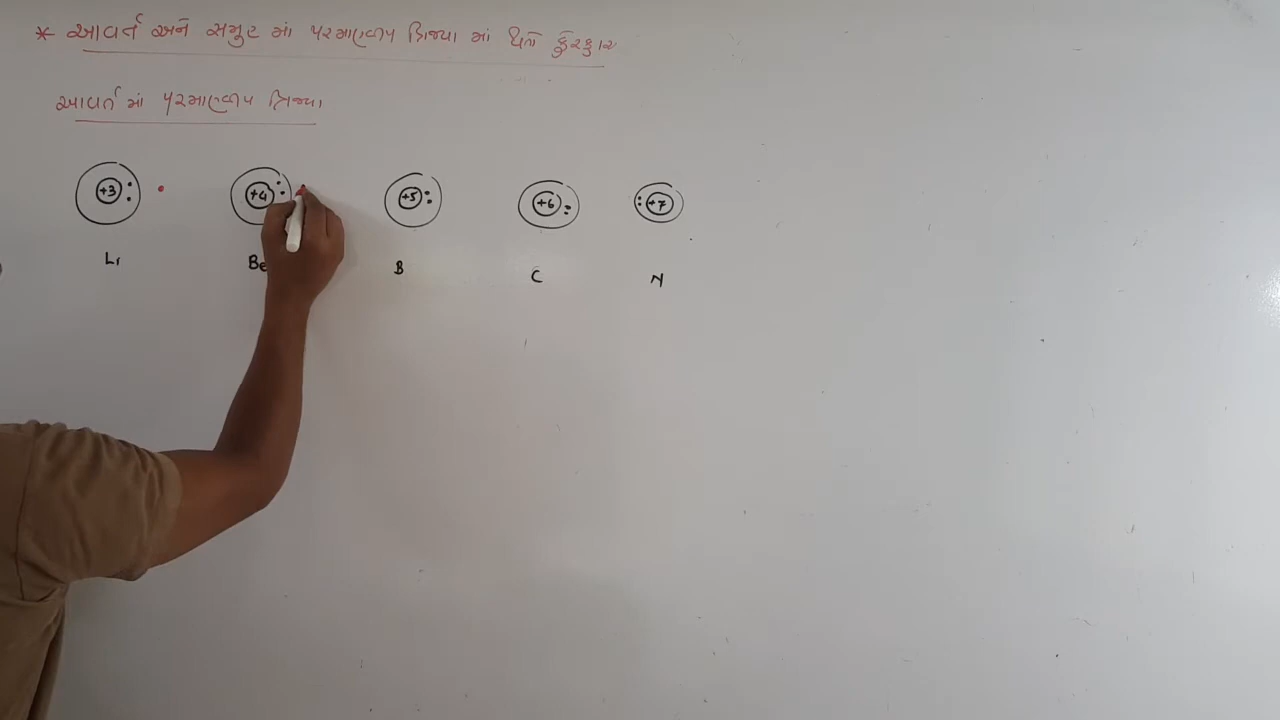 * આવર્ત અને સમુહ માં પરમાણ્વીય ત્રિજ્યા માં થતો ફેરફાર
આવર્ત માં પરમાણ્વીય ત્રિજ્યા
+3 +4 +5 +6 +7
Li Be B C N